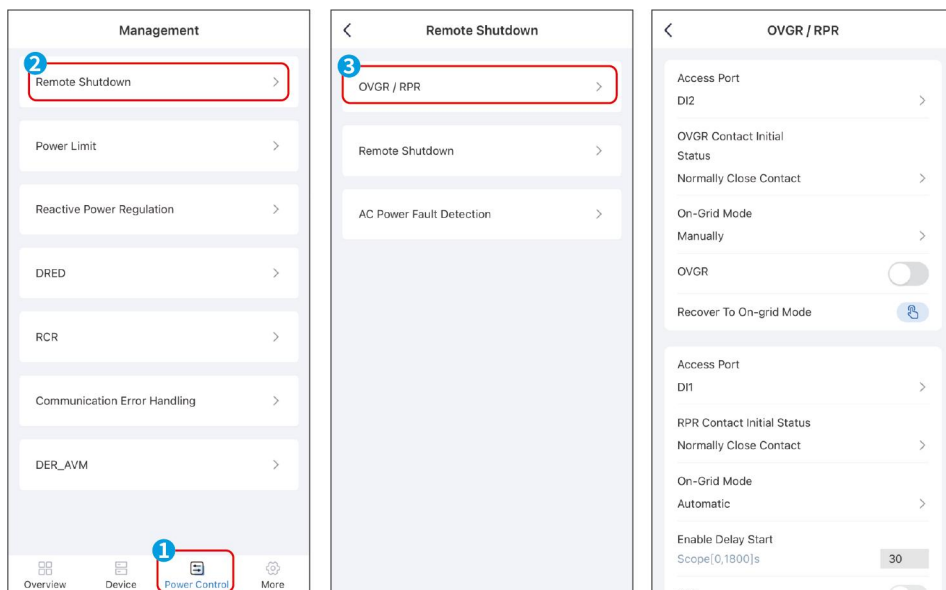 Management
2
Remote Shutdown
Power Limit
Reactive Power Regulation
DRED
RCR
Communication Error Handling
DER_AVM
1
Overview
Device
Power Control
More
Remote Shutdown
3
OVGR / RPR
Remote Shutdown
AC Power Fault Detection
OVGR / RPR
Access Port
DI2
OVGR Contact Initial
Status
Normally Close Contact
On-Grid Mode
Manually
OVGR
Recover To On-grid Mode
Access Port
DI1
RPR Contact Initial Status
Normally Close Contact
On-Grid Mode
Automatic
Enable Delay Start
Scope[0,1800]s 30